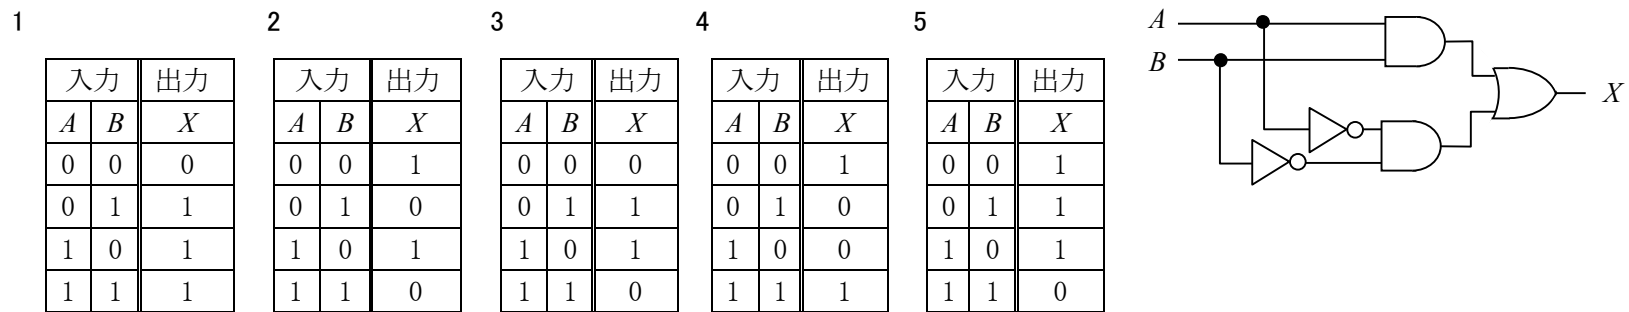 1 2 3 4 5
入力 出力 入力 出力 入力 出力 入力 出力 入力 出力
A B X A B X A B X A B X A B X
0 0 0 0 0 1 0 0 0 0 0 1 0 0 1
0 1 1 0 1 0 0 1 1 0 1 0 0 1 1
1 0 1 1 0 1 1 0 1 1 0 0 1 0 1
1 1 1 1 1 0 1 1 0 1 1 1 1 1 0
A
B
X